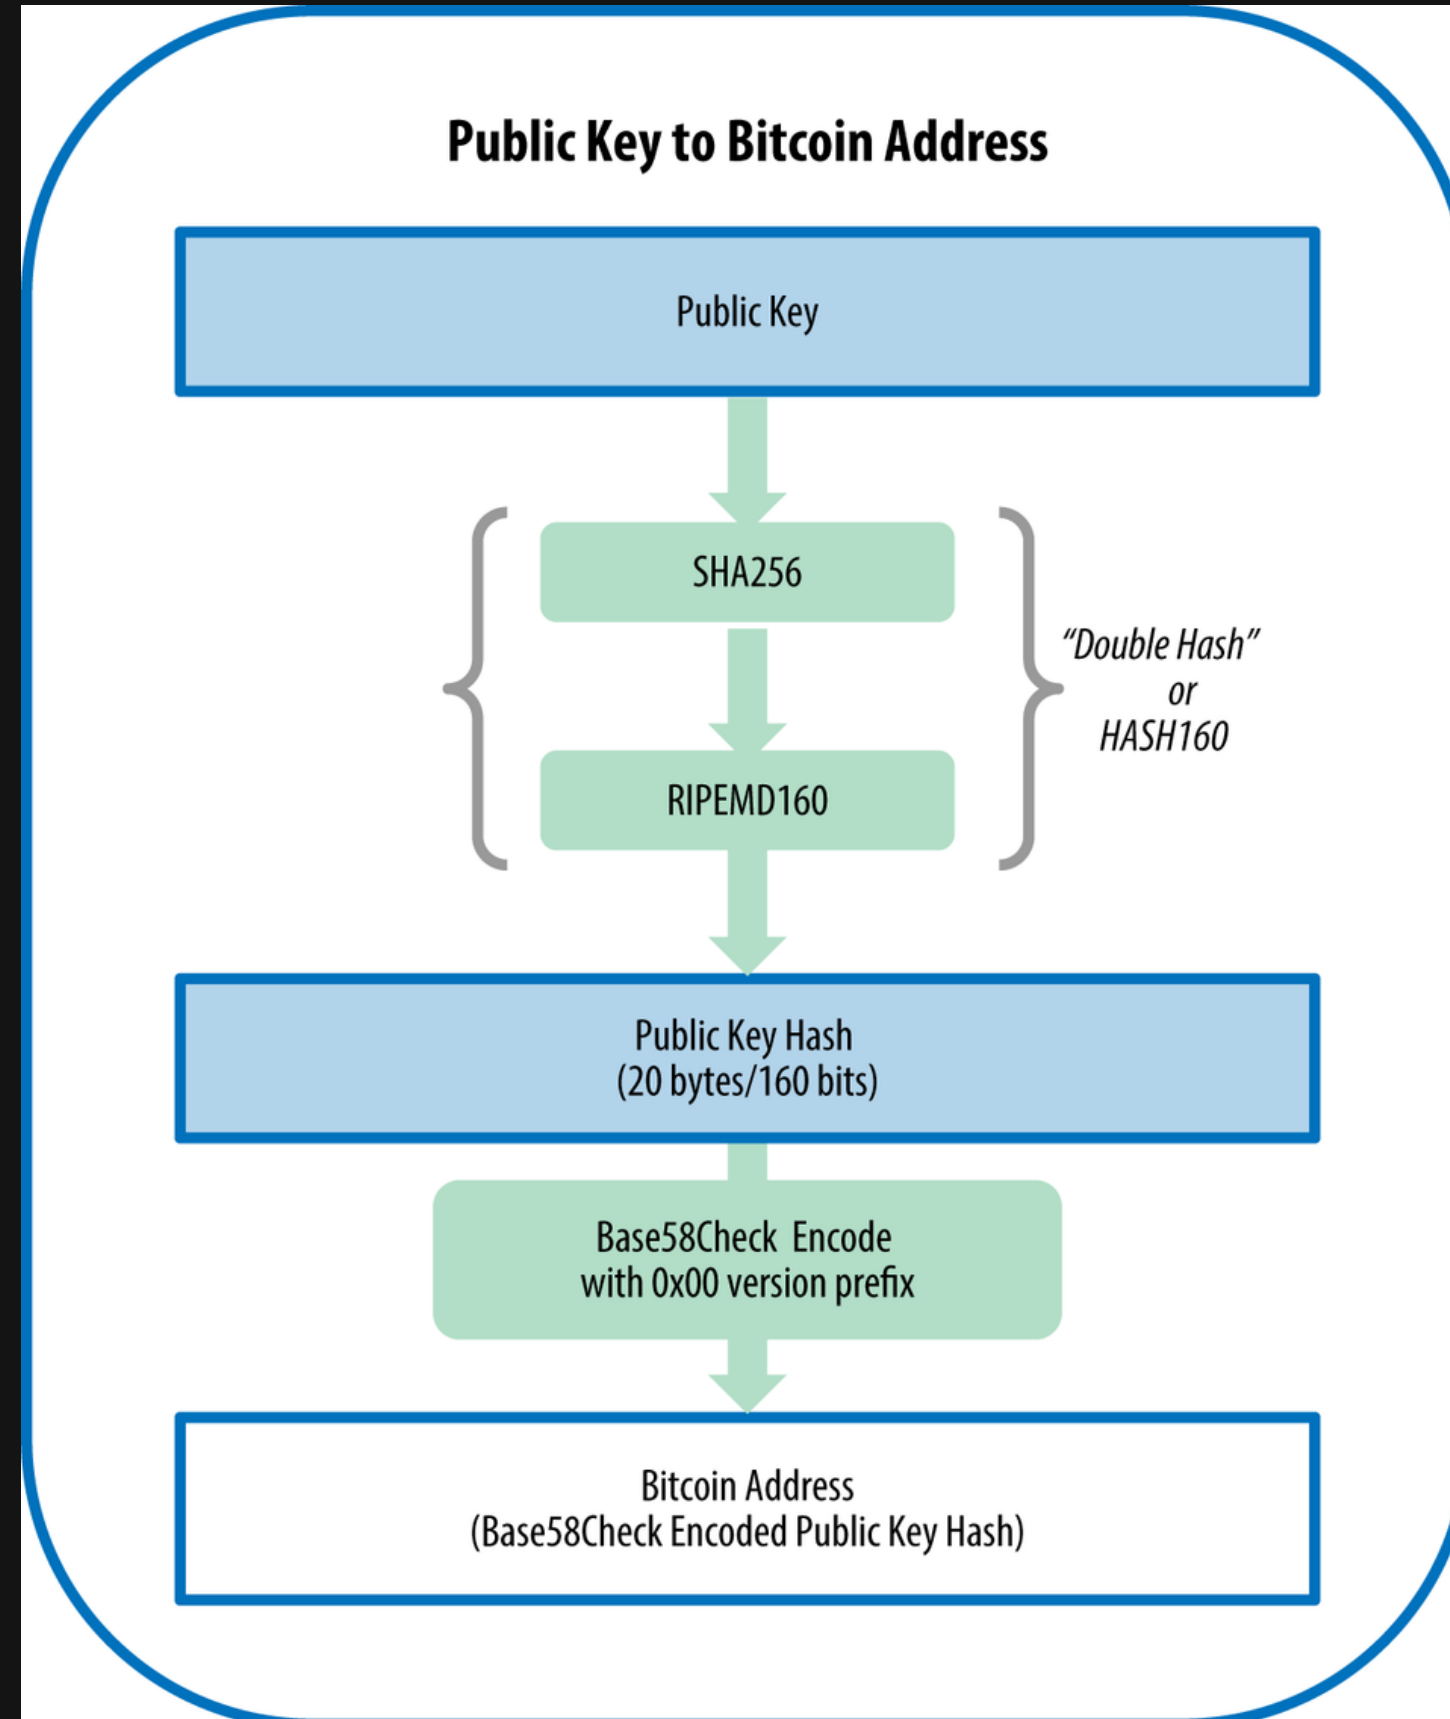 Public Key to Bitcoin Address
Public Key
SHA256
“Double Hash”
or
HASH160
RIPEMD160
Public Key Hash
(20 bytes/160 bits)
Base58Check  Encode
with 0x00 version prefix
Bitcoin Address
(Base58Check Encoded Public Key Hash)